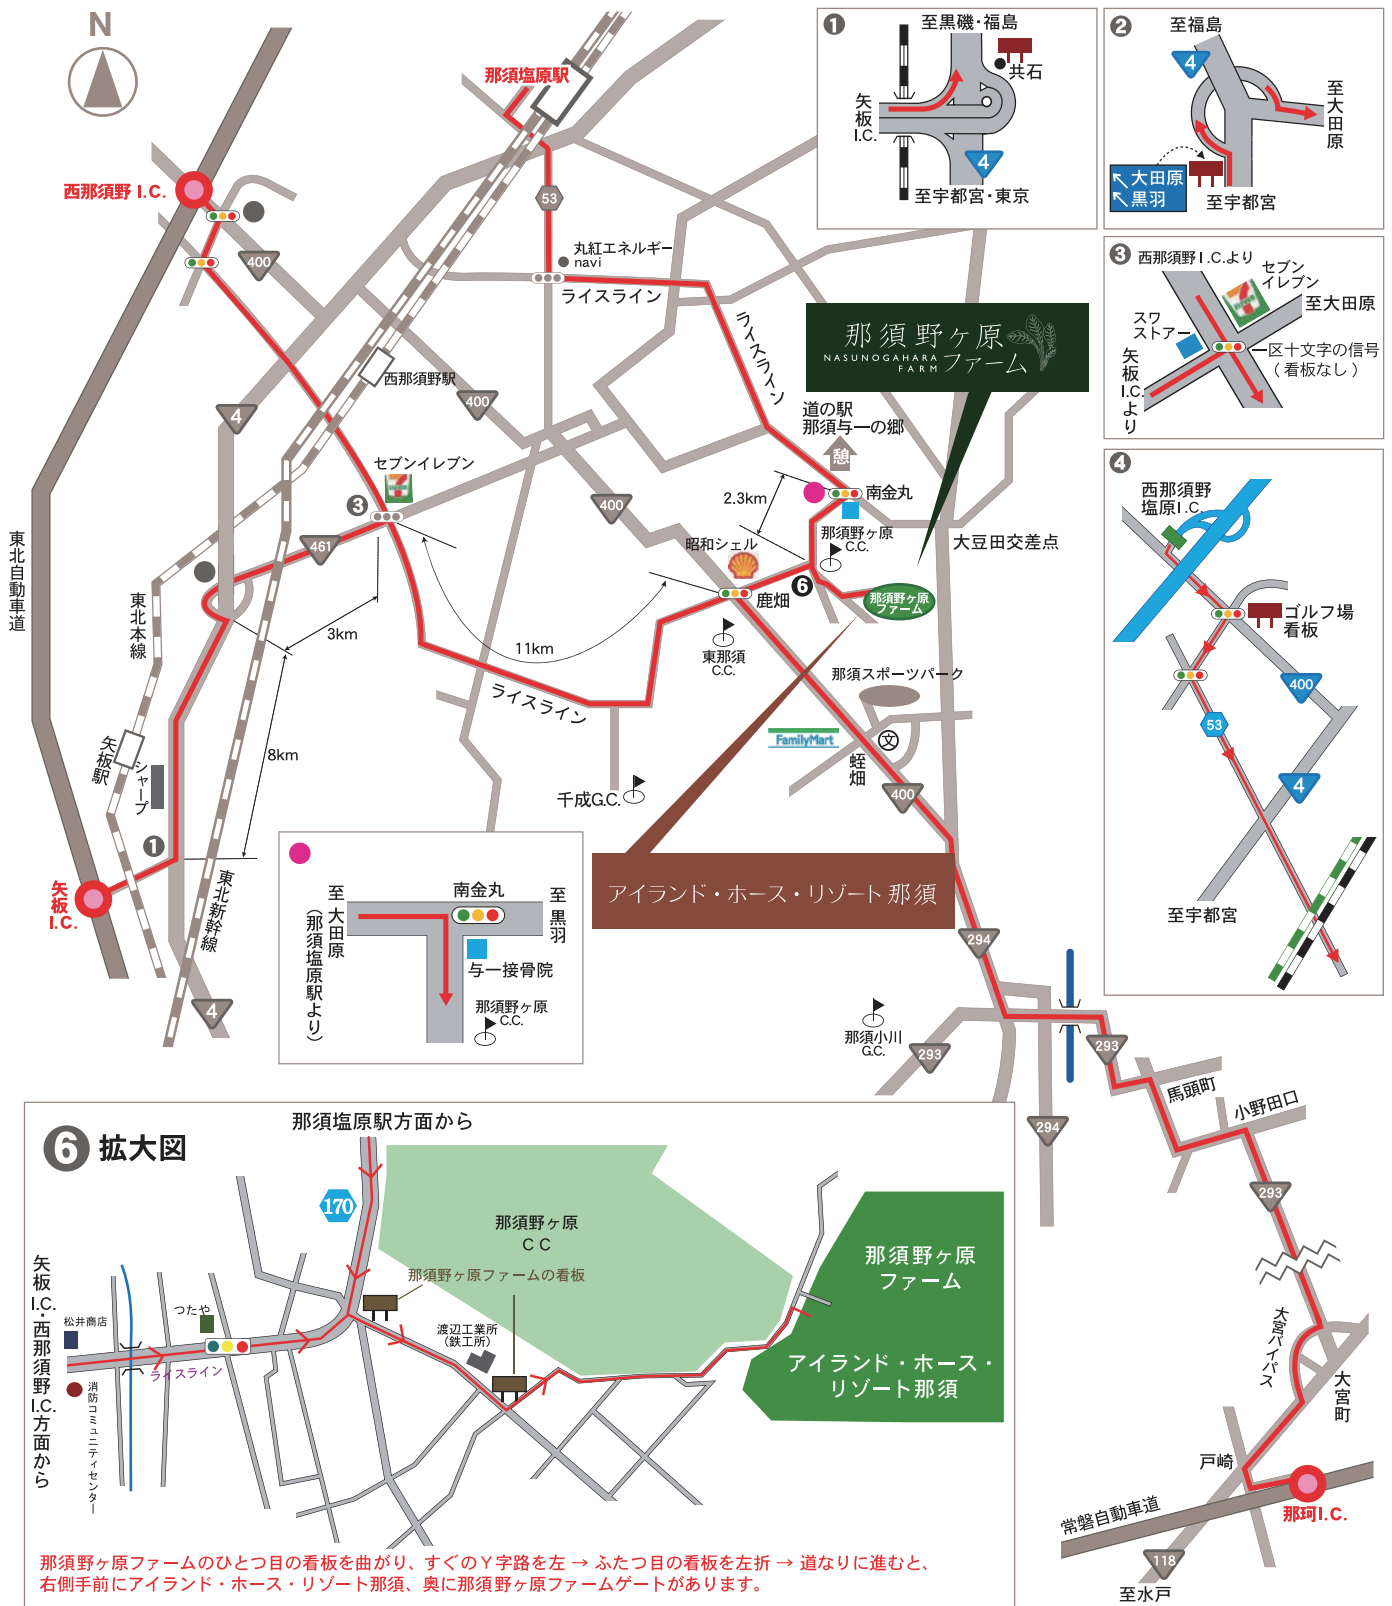 N
那須塩原駅
西那須野 I.C.
400
53
丸紅エネルギー
navi
ライスライン
ライスライン
西那須野駅
4
400
セブンイレブン
3
461
400
那須野ヶ原
NASUNOGAHARA
FARM ファーム
道の駅
那須与一の郷
憩
2.3km
南金丸
那須野ヶ原
C.C.
大豆田交差点
昭和シェル
6
那須野ヶ原
ファーム
鹿畑
東那須
C.C.
東北自動車道
東北本線
3km
11km
ライスライン
那須スポーツパーク
FamilyMart
文
蛭畑
400
矢板駅
シャープ
8km
千成G.C.
1
矢板
I.C.
東北新幹線
4
アイランド・ホース・リゾート 那須
294
那須小川
G.C.
293
293
294
馬頭町
小野田口
293
大宮バイパス
大宮町
戸崎
那珂I.C.
常磐自動車道
118
至水戸
1
至黒磯・福島
共石
矢板I.C.
4
至宇都宮・東京
2
至福島
4
至大田原
大田原
黒羽
至宇都宮
3
西那須野I.C.より
セブン
イレブン
至大田原
スワ
ストアー
区十文字の信号
(看板なし)
矢板I.C.より
4
西那須野
塩原I.C.
ゴルフ場
看板
400
53
4
至宇都宮
至大田原
(那須塩原駅より)
南金丸
至黒羽
与一接骨院
那須野ヶ原
C.C.
6 拡大図
那須塩原駅方面から
170
那須野ヶ原
CC
那須野ヶ原ファームの看板
那須野ヶ原
ファーム
矢板I.C.・西那須野I.C.方面から
松井商店
つたや
渡辺工業所
(鉄工所)
ライスライン
消防コミュニティセンター
アイランド・ホース・
リゾート那須
那須野ヶ原ファームのひとつ目の看板を曲がり、すぐのY字路を左 → ふたつ目の看板を左折 → 道なりに進むと、
右側手前にアイランド・ホース・リゾート那須、奥に那須野ヶ原ファームゲートがあります。